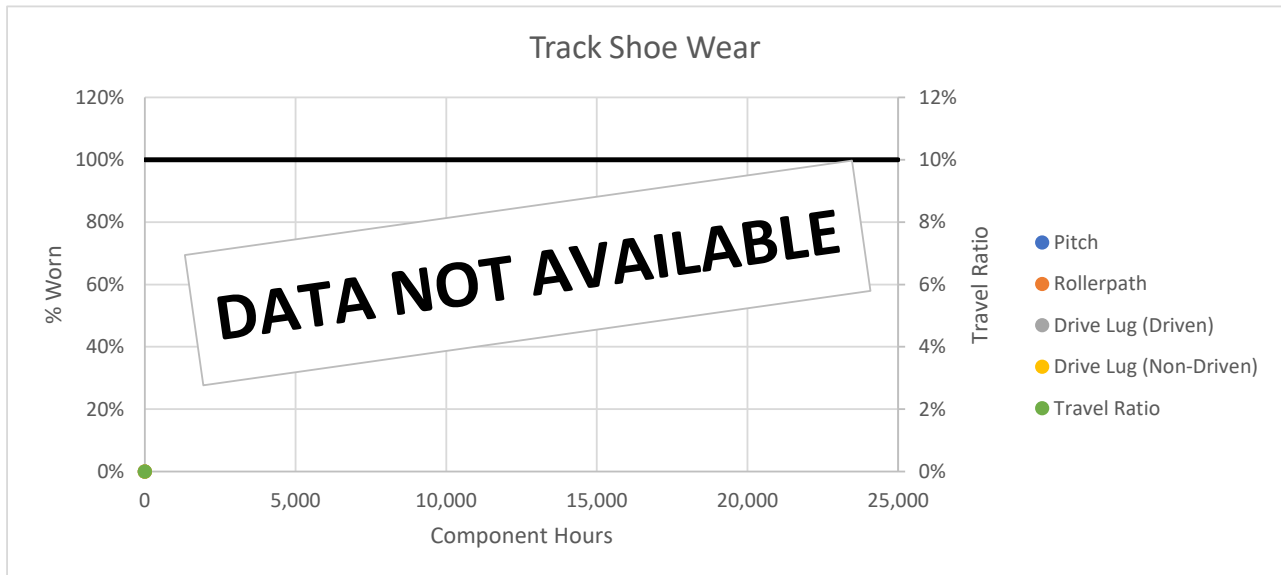 Track Shoe Wear
120%
100%
80%
60%
40%
20%
0%
% Worn
12%
10%
8%
6%
4%
2%
0%
Travel Ratio
0
5,000
10,000
15,000
20,000
25,000
Component Hours
DATA NOT AVAILABLE
Pitch
Rollerpath
Drive Lug (Driven)
Drive Lug (Non-Driven)
Travel Ratio